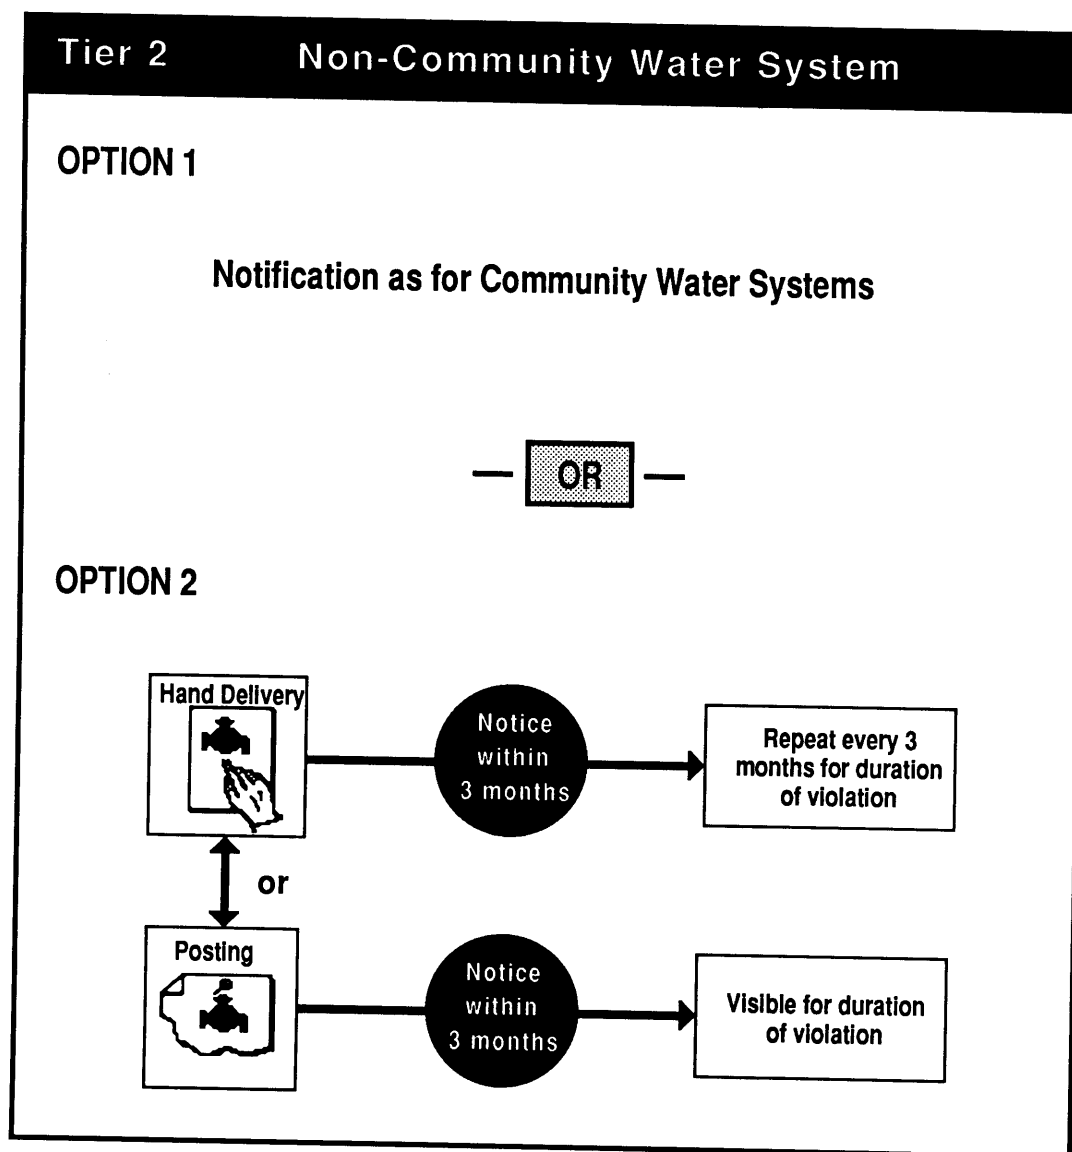 Tier 2 Non-Community Water System
OPTION 1
Notification as for Community Water Systems
OR
OPTION 2
Hand Delivery
Notice
within
3 months
Repeat every 3
months for duration
of violation
or
Posting
Notice
within
3 months
Visible for duration
of violation